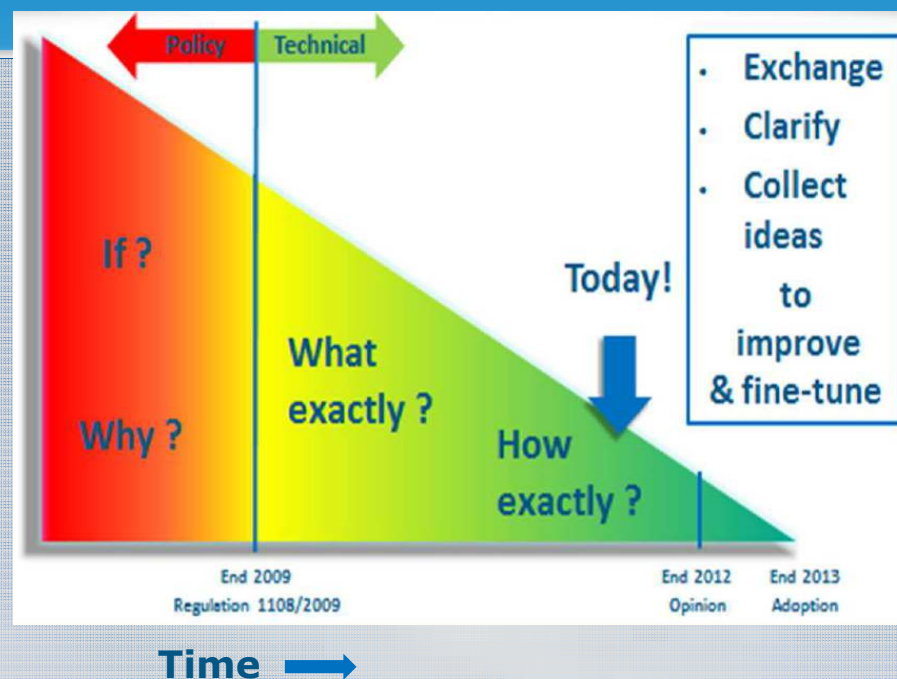 Policy Technical
• Exchange
• Clarify
• Collect
ideas
to
improve
& fine-tune
If ?
Why ?
What
exactly ?
Today!
How
exactly ?
End 2009
Regulation 1108/2009
End 2012
Opinion
End 2013
Adoption
Time